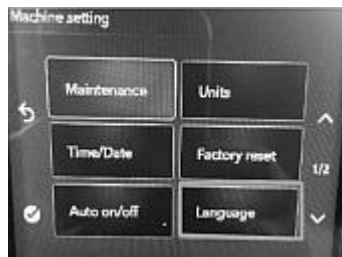 Machine setting
Maintenance
Units
Time/Date
Factory reset
1/2
Auto on/off
Language